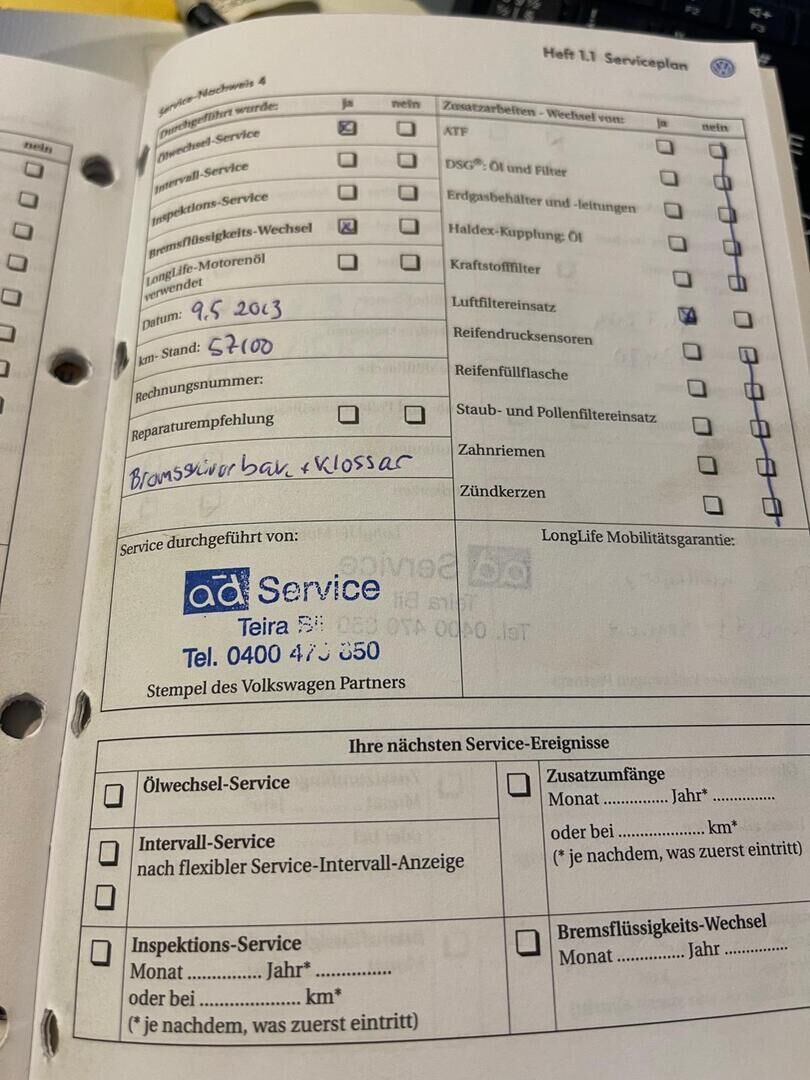 nein
Heft 1.1 Serviceplan
Service-Nachweis 4
Durchgeführt wurde: ja nein
Ölwechsel-Service
Intervall-Service
Inspektions-Service
Bremsflüssigkeits-Wechsel
LongLife-Motorenöl
verwendet
Datum: 9,5 2013
km- Stand: 57100
Rechnungsnummer:
Reparaturempfehlung
+ Klossar
Zusatzarbeiten - Wechsel von: ja nein
ATF
DSG®: Öl und Filter
Erdgasbehälter und -leitungen
Haldex-Kupplung: Öl
Kraftstofffilter
Luftfiltereinsatz
Reifendrucksensoren
Reifenfüllflasche
Staub- und Pollenfiltereinsatz
Zahnriemen
Zündkerzen
Service durchgeführt von:
ad Service
Teira
Tel. 0400 470 650
Stempel des Volkswagen Partners
LongLife Mobilitätsgarantie:
Ihre nächsten Service-Ereignisse
Ölwechsel-Service
Intervall-Service
nach flexibler Service-Intervall-Anzeige
Inspektions-Service
Monat .............. Jahr* ..............
oder bei ................... km*
(* je nachdem, was zuerst eintritt)
Zusatzumfänge
Monat .............. Jahr* ..............
oder bei ................... km*
(* je nachdem, was zuerst eintritt)
Bremsflüssigkeits-Wechsel
Monat .............. Jahr ..............